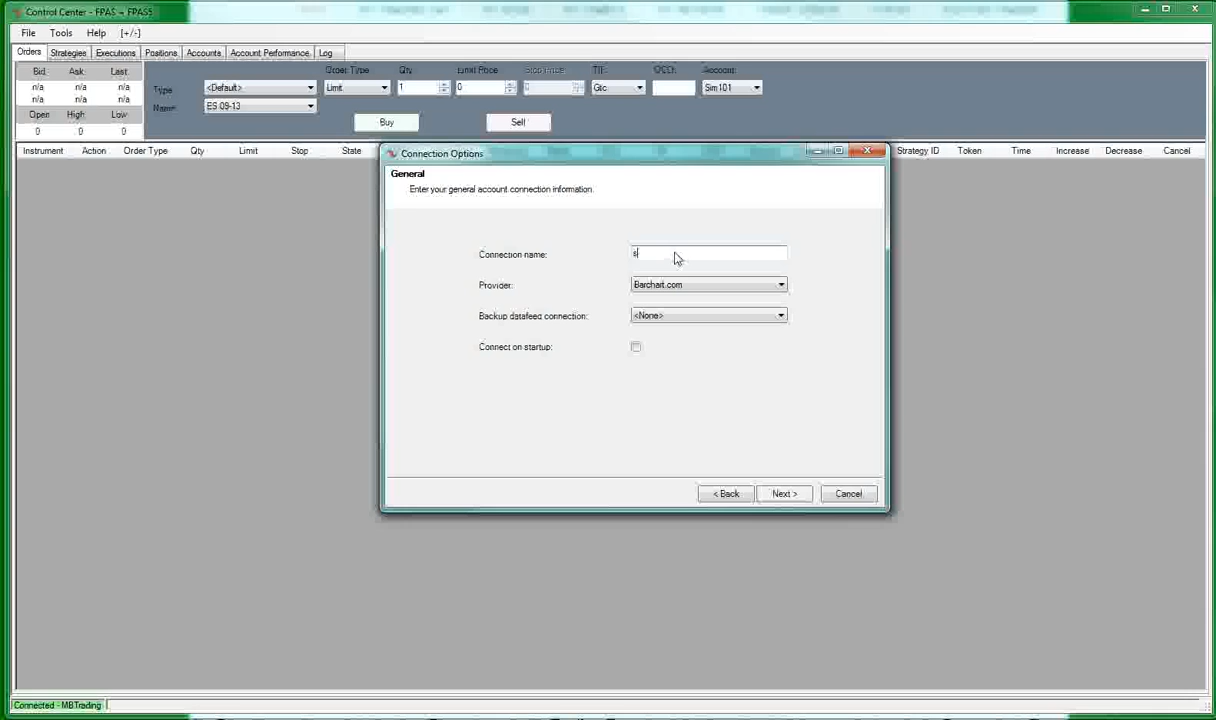 Control Center - FPAS - FPAS5
File Tools Help [+/-]
Orders Strategies Executions Positions Accounts Account Performance Log
Bid Ask Last
n/a n/a n/a
n/a n/a n/a
Open High Low
0 0 0
Order Type Qty Limit Price Stop Price TIF: OCO: Account:
Type <Default> Limit 1 0 0 Gtc Sim101
Name: ES 09-13
Buy Sell
Instrument Action Order Type Qty Limit Stop State Strategy ID Token Time Increase Decrease Cancel
Connection Options
General
Enter your general account connection information.
Connection name: s
Provider: Barchart.com
Backup datafeed connection: <None>
Connect on startup:
< Back Next > Cancel
Connected - MBTrading